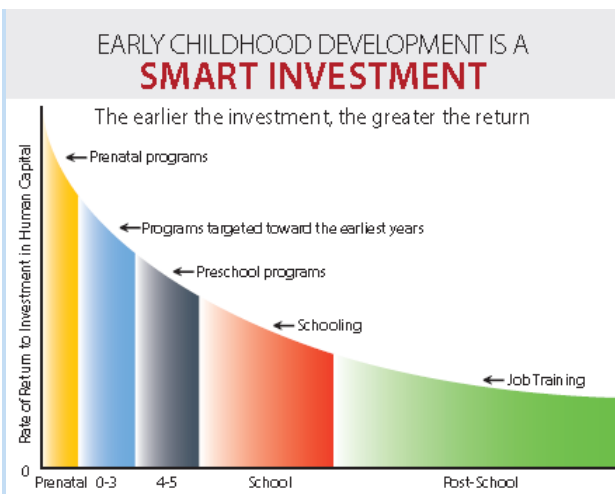 EARLY CHILDHOOD DEVELOPMENT IS A
SMART INVESTMENT
The earlier the investment, the greater the return
Rate of Return to Investment in Human Capital
Prenatal programs
Programs targeted toward the earliest years
Preschool programs
Schooling
Job Training
0
Prenatal 0-3 4-5 School Post-School